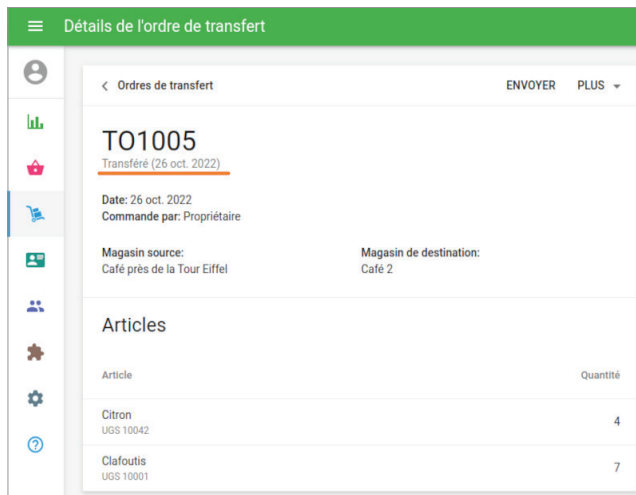 Détails de l'ordre de transfert
Ordres de transfert
ENVOYER PLUS
TO1005
Transféré (26 oct. 2022)
Date: 26 oct. 2022
Commande par: Propriétaire
Magasin source: Magasin de destination:
Café près de la Tour Eiffel Café 2
Articles
Article Quantité
Citron 4
UGS 10042
Clafoutis 7
UGS 10001